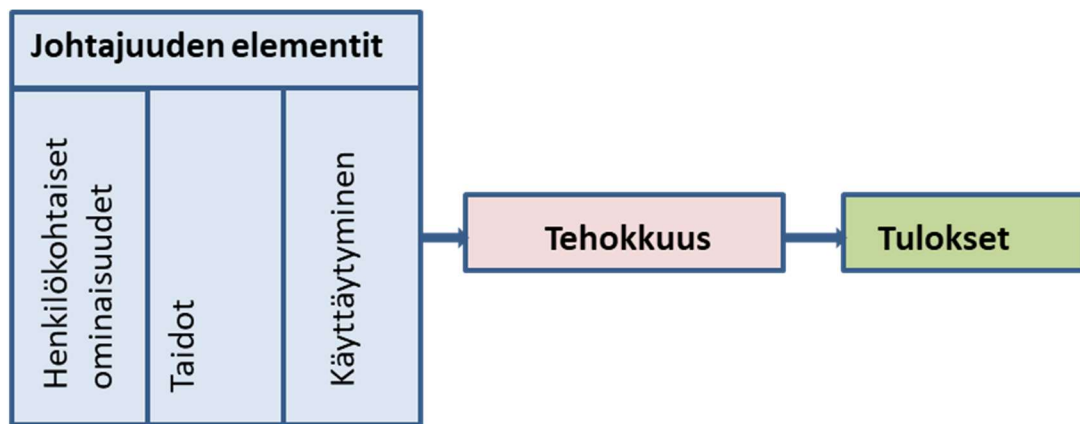 Johtajuuden elementit
Henkilökohtaiset
ominaisuudet
Taidot
Käyttäytyminen
Tehokkuus
Tulokset